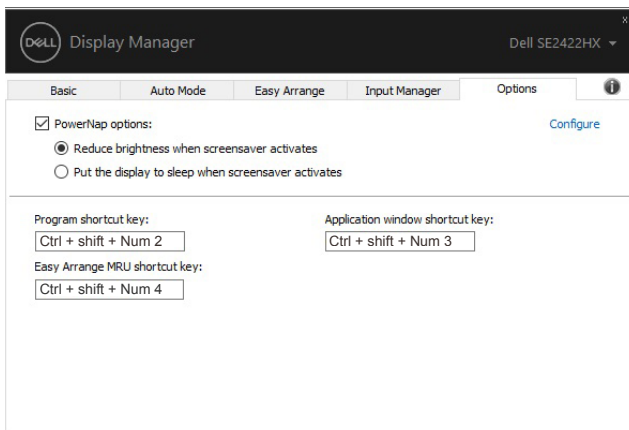 DELL Display Manager
Dell SE2422HX
x
Basic Auto Mode Easy Arrange Input Manager Options i
PowerNap options: Configure
Reduce brightness when screensaver activates
Put the display to sleep when screensaver activates
Program shortcut key: Application window shortcut key:
Ctrl + shift + Num 2 Ctrl + shift + Num 3
Easy Arrange MRU shortcut key:
Ctrl + shift + Num 4